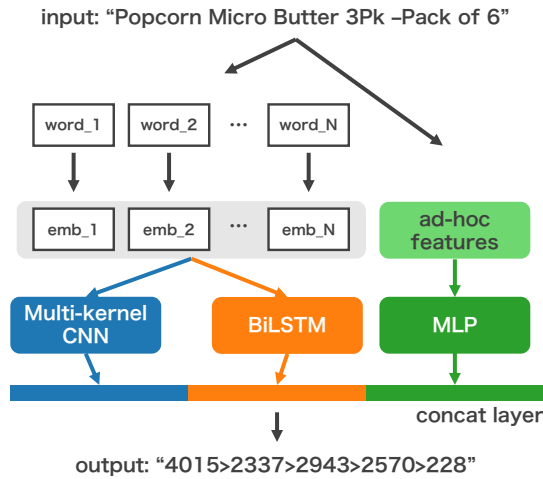 input: “Popcorn Micro Butter 3Pk –Pack of 6”
word_1 word_2 ... word_N
emb_1 emb_2 ... emb_N
ad-hoc
features
Multi-kernel
CNN
BiLSTM
MLP
concat layer
output: “4015>2337>2943>2570>228”